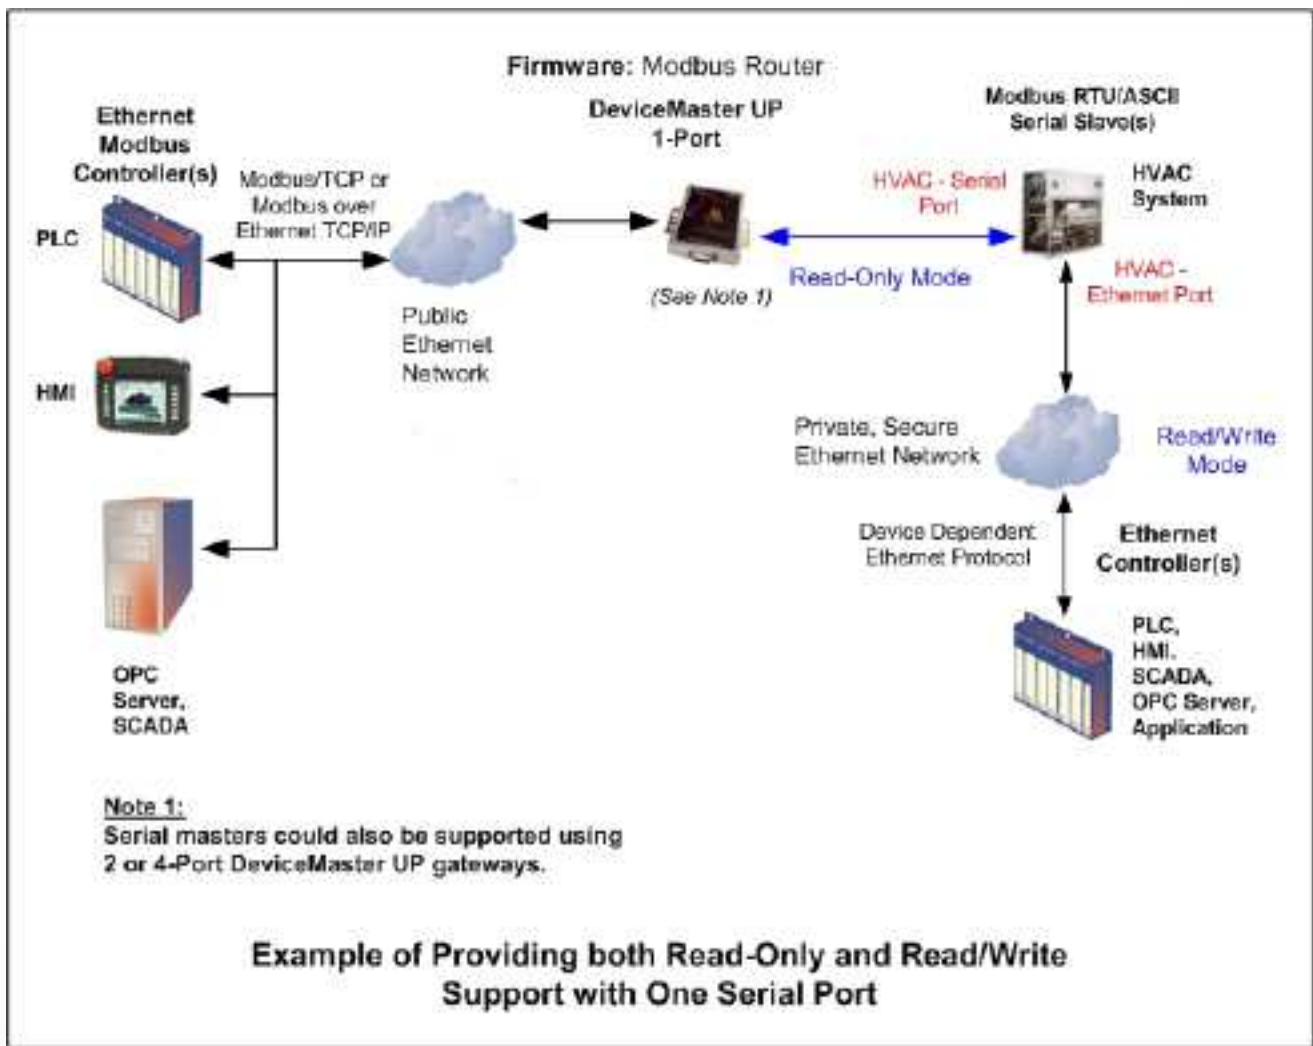 Firmware: Modbus Router
DeviceMaster UP
1-Port
Ethernet
Modbus
Controller(s)
Modbus/TCP or
Modbus over
Ethernet TCP/IP
PLC
HMI
OPC
Server,
SCADA
Public
Ethernet
Network
(See Note 1)
Modbus RTU/ASCII
Serial Slave(s)
HVAC - Serial
Port
HVAC
System
Read-Only Mode
HVAC -
Ethernet Port
Private, Secure
Ethernet Network
Read/Write
Mode
Device Dependent
Ethernet Protocol
Ethernet
Controller(s)
PLC,
HMI,
SCADA,
OPC Server,
Application
Note 1:
Serial masters could also be supported using
2 or 4-Port DeviceMaster UP gateways.
Example of Providing both Read-Only and Read/Write
Support with One Serial Port